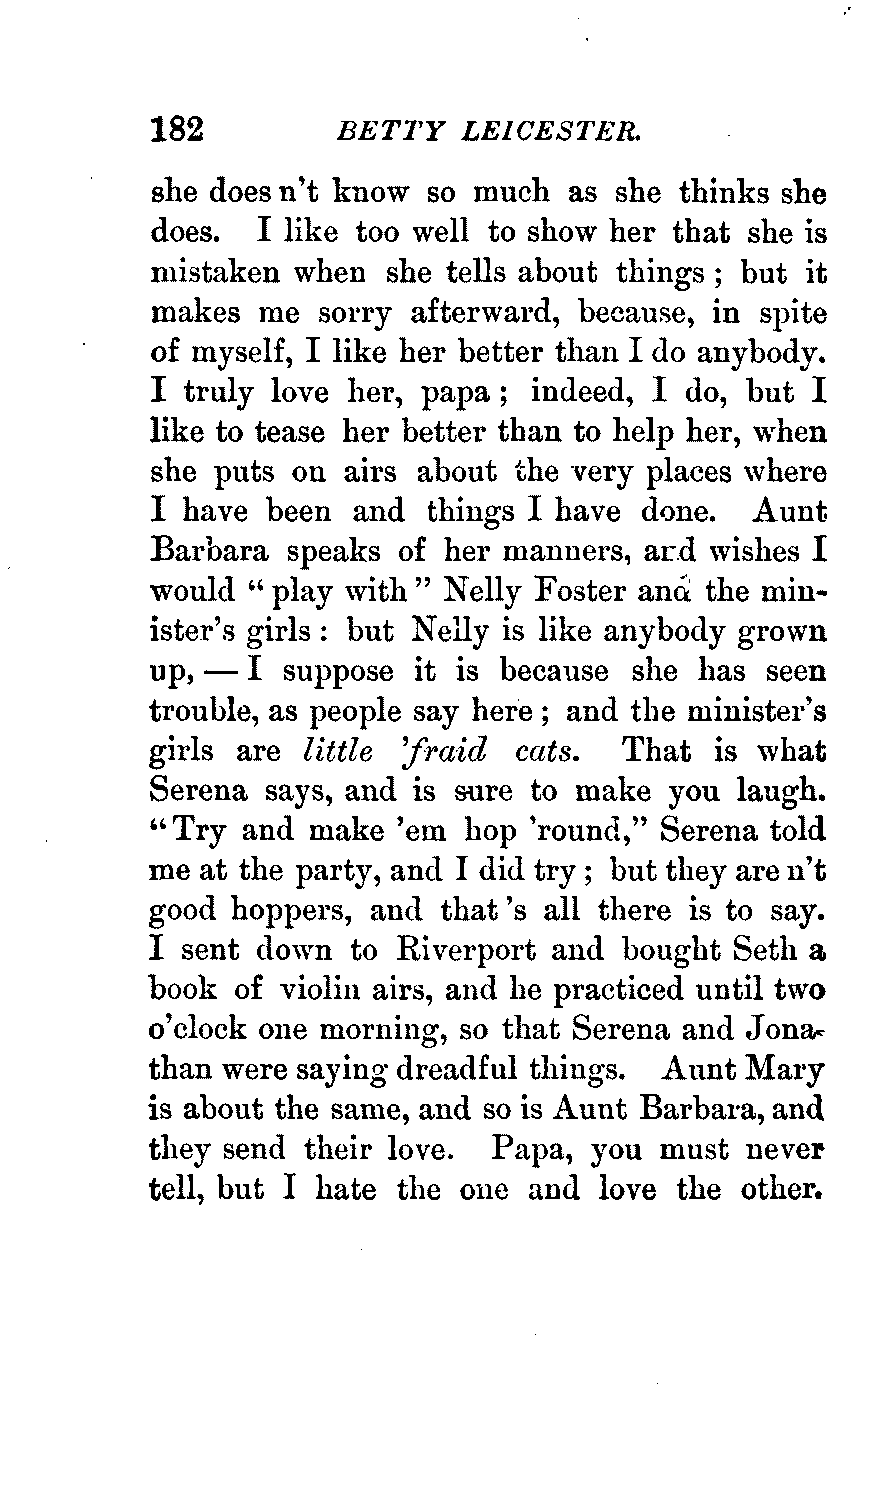 182 BETTY LEICESTER.
she does n't know so much as she thinks she
does. I like too well to show her that she is
mistaken when she tells about things ; but it
makes me sorry afterward, because, in spite
of myself, I like her better than I do anybody.
I truly love her, papa ; indeed, I do, but I
like to tease her better than to help her, when
she puts on airs about the very places where
I have been and things I have done. Aunt
Barbara speaks of her manners, and wishes I
would " play with " Nelly Foster and the min-
ister's girls : but Nelly is like anybody grown
up, — I suppose it is because she has seen
trouble, as people say here ; and the minister's
girls are little 'fraid cats. That is what
Serena says, and is sure to make you laugh.
"Try and make 'em hop 'round," Serena told
me at the party, and I did try ; but they are n't
good hoppers, and that 's all there is to say.
I sent down to Riverport and bought Seth a
book of violin airs, and he practiced until two
o'clock one morning, so that Serena and Jona-
than were saying dreadful things. Aunt Mary
is about the same, and so is Aunt Barbara, and
they send their love. Papa, you must never
tell, but I hate the one and love the other.